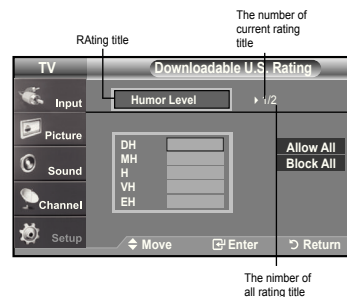 The number of
current rating
title
RAting title
TV
Downloadable U.S. Rating
Input
Humor Level
1/2
Picture
DH
MH
H
VH
EH
Allow All
Block All
Sound
Channel
Setup
Move
Enter
Return
The nimber of
all rating title